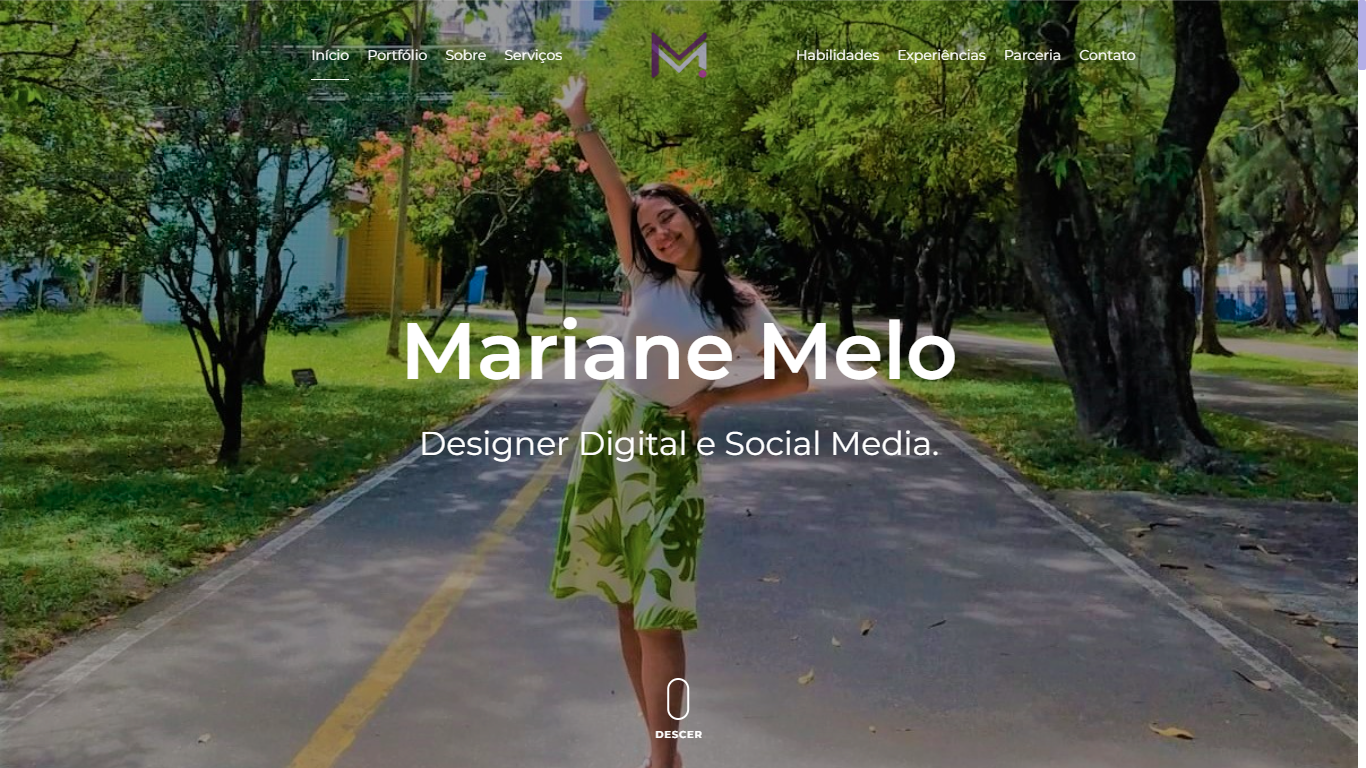 Início Portfólio Sobre Serviços M Habilidades Experiências Parceria Contato
Mariane Melo
Designer Digital e Social Media.
DESCER